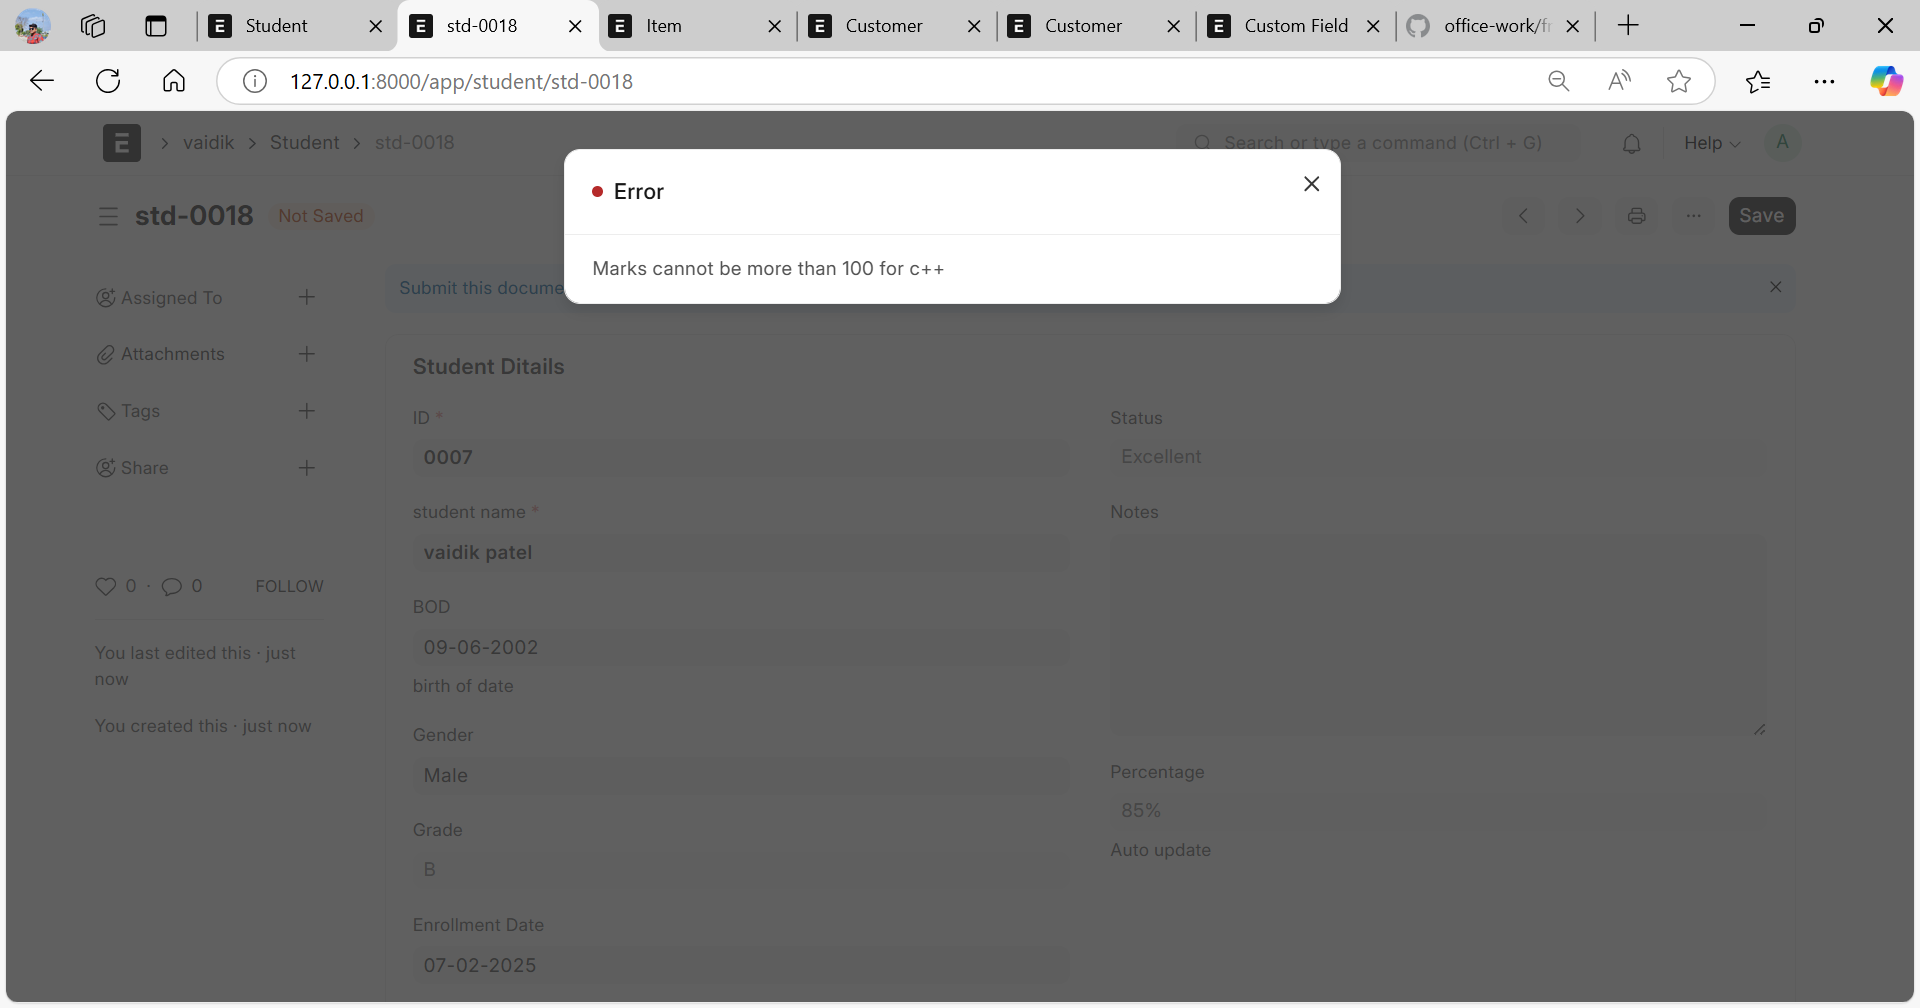 Student
std-0018
Item
Customer
Customer
Custom Field
office-work/fr
127.0.0.1:8000/app/student/std-0018
E > vaidik > Student > std-0018
Search or type a command (Ctrl + G)
Help
A
std-0018
Not Saved
Save
Error
Marks cannot be more than 100 for c++
Assigned To
Attachments
Tags
Share
0 · 0
FOLLOW
You last edited this · just
now
You created this · just now
Submit this docume
Student Ditails
ID *
0007
student name *
vaidik patel
BOD
09-06-2002
birth of date
Gender
Male
Grade
B
Enrollment Date
07-02-2025
Status
Excellent
Notes
Percentage
85%
Auto update